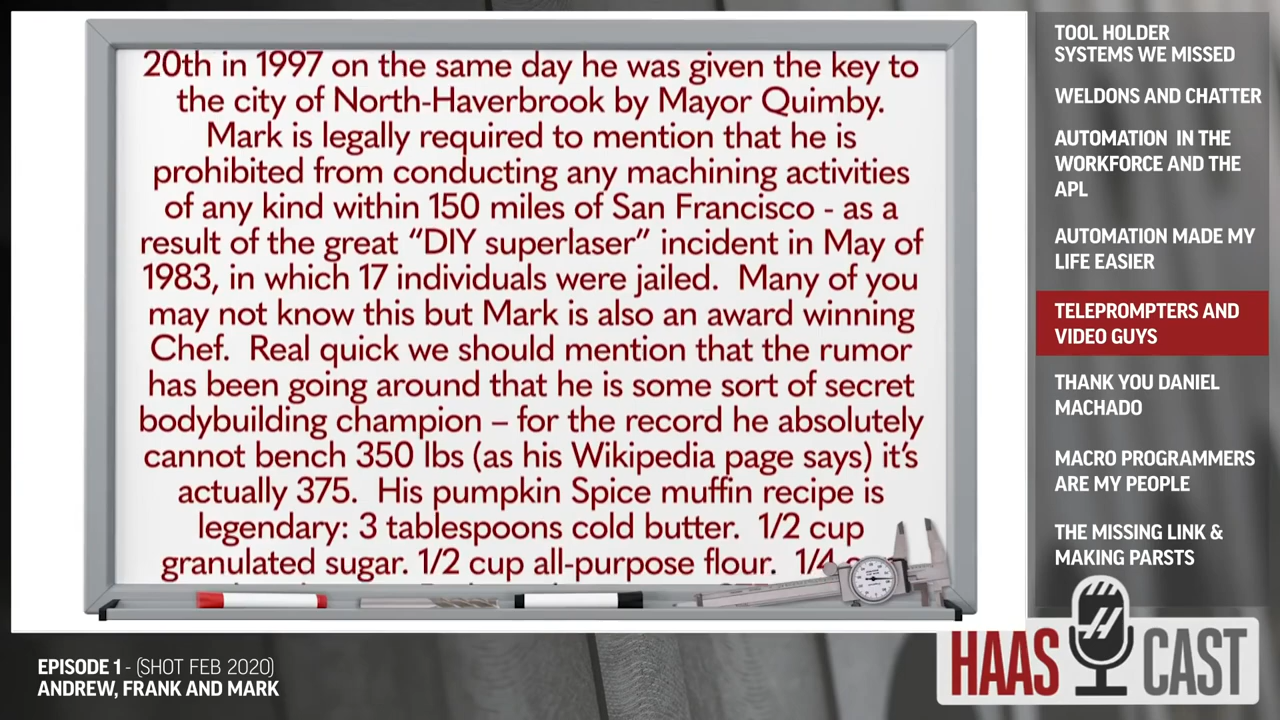 20th in 1997 on the same day he was given the key to
the city of North-Haverbrook by Mayor Quimby.
Mark is legally required to mention that he is
prohibited from conducting any machining activities
of any kind within 150 miles of San Francisco - as a
result of the great “DIY superlaser” incident in May of
1983, in which 17 individuals were jailed.  Many of you
may not know this but Mark is also an award winning
Chef.  Real quick we should mention that the rumor
has been going around that he is some sort of secret
bodybuilding champion – for the record he absolutely
cannot bench 350 lbs (as his Wikipedia page says) it’s
actually 375.  His pumpkin Spice muffin recipe is
legendary: 3 tablespoons cold butter.  1/2 cup
granulated sugar. 1/2 cup all-purpose flour.  1/4
TOOL HOLDER
SYSTEMS WE MISSED
WELDONS AND CHATTER
AUTOMATION IN THE
WORKFORCE AND THE
APL
AUTOMATION MADE MY
LIFE EASIER
TELEPROMPTERS AND
VIDEO GUYS
THANK YOU DANIEL
MACHADO
MACRO PROGRAMMERS
ARE MY PEOPLE
THE MISSING LINK &
MAKING PARSTS
EPISODE 1 - (SHOT FEB 2020)
ANDREW, FRANK AND MARK
HAAS CAST